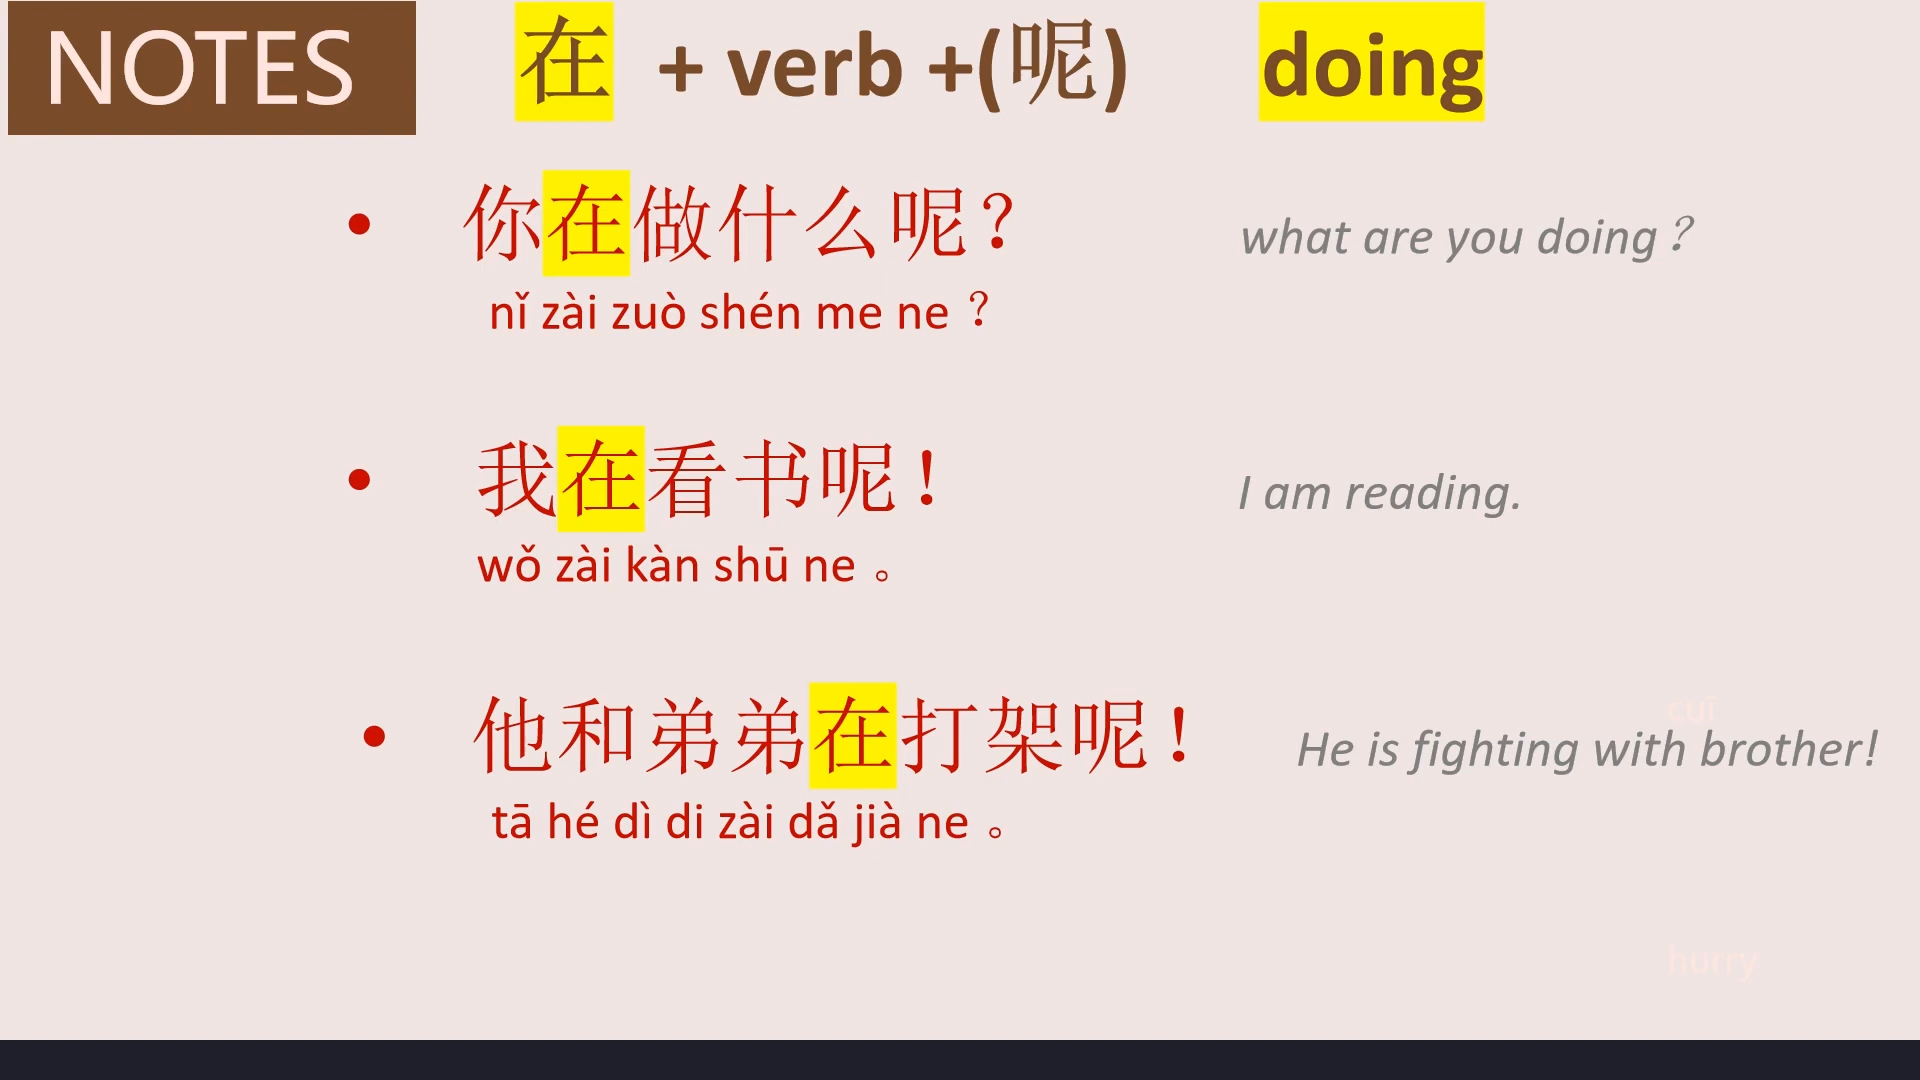 NOTES
在 + verb +(呢) doing
• 你在做什么呢? what are you doing?
nǐ zài zuò shén me ne ?
• 我在看书呢! I am reading.
wǒ zài kàn shū ne 。
cuī
• 他和弟弟在打架呢! He is fighting with brother!
tā hé dì di zài dǎ jià ne 。
hurry